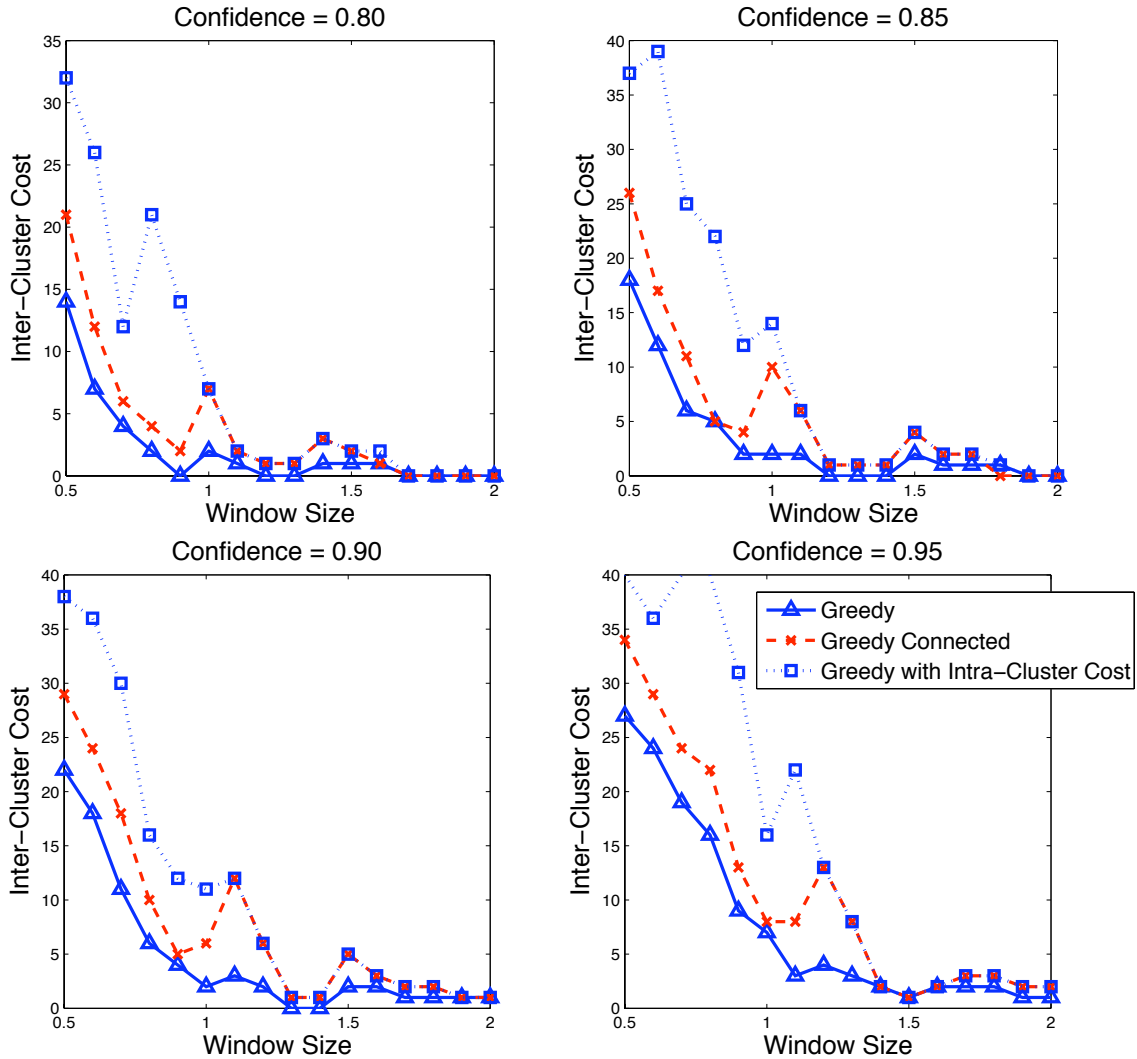 Confidence = 0.80
35
30
25
20
15
10
5
0
Inter-Cluster Cost
0.5 1 1.5 2
Window Size
Confidence = 0.85
40
35
30
25
20
15
10
5
0
Inter-Cluster Cost
0.5 1 1.5 2
Window Size
Confidence = 0.90
40
35
30
25
20
15
10
5
0
Inter-Cluster Cost
0.5 1 1.5 2
Window Size
Confidence = 0.95
40
35
30
25
20
15
10
5
0
Inter-Cluster Cost
0.5 1 1.5 2
Window Size
Greedy
Greedy Connected
Greedy with Intra-Cluster Cost